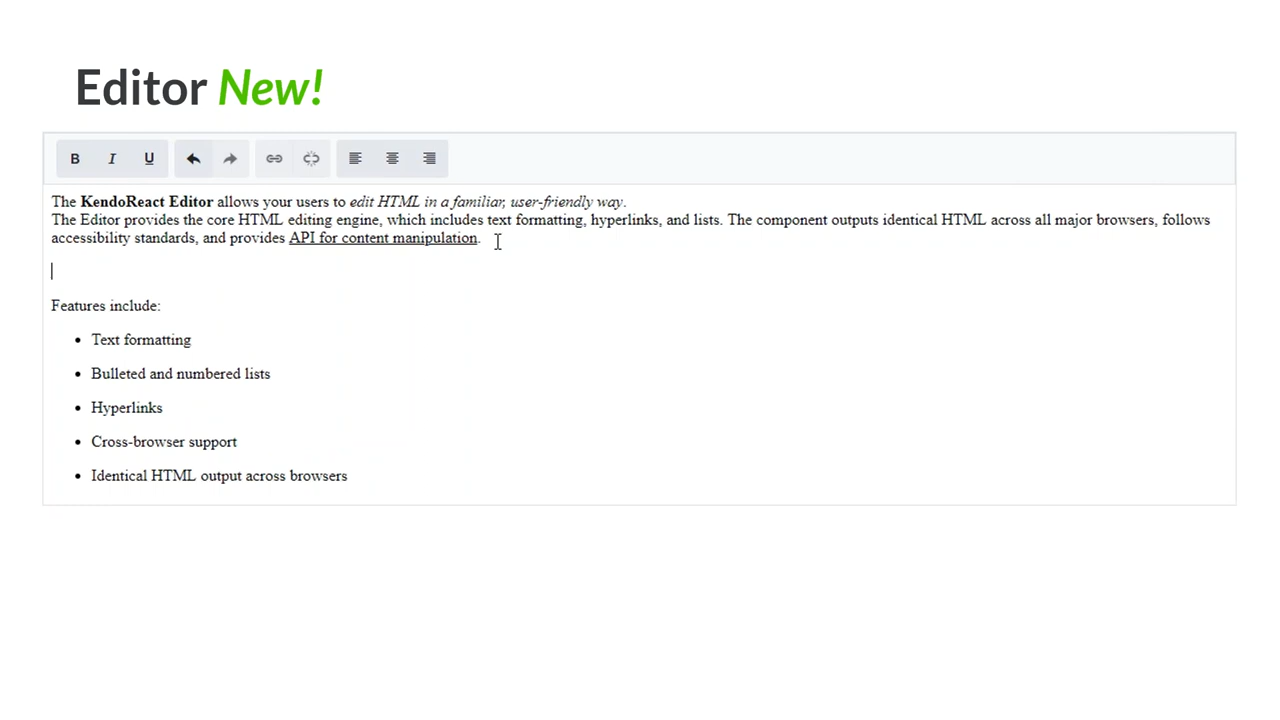 Editor New!
B I U
The KendoReact Editor allows your users to edit HTML in a familiar, user-friendly way.
The Editor provides the core HTML editing engine, which includes text formatting, hyperlinks, and lists. The component outputs identical HTML across all major browsers, follows
accessibility standards, and provides API for content manipulation.
Features include:
• Text formatting
• Bulleted and numbered lists
• Hyperlinks
• Cross-browser support
• Identical HTML output across browsers